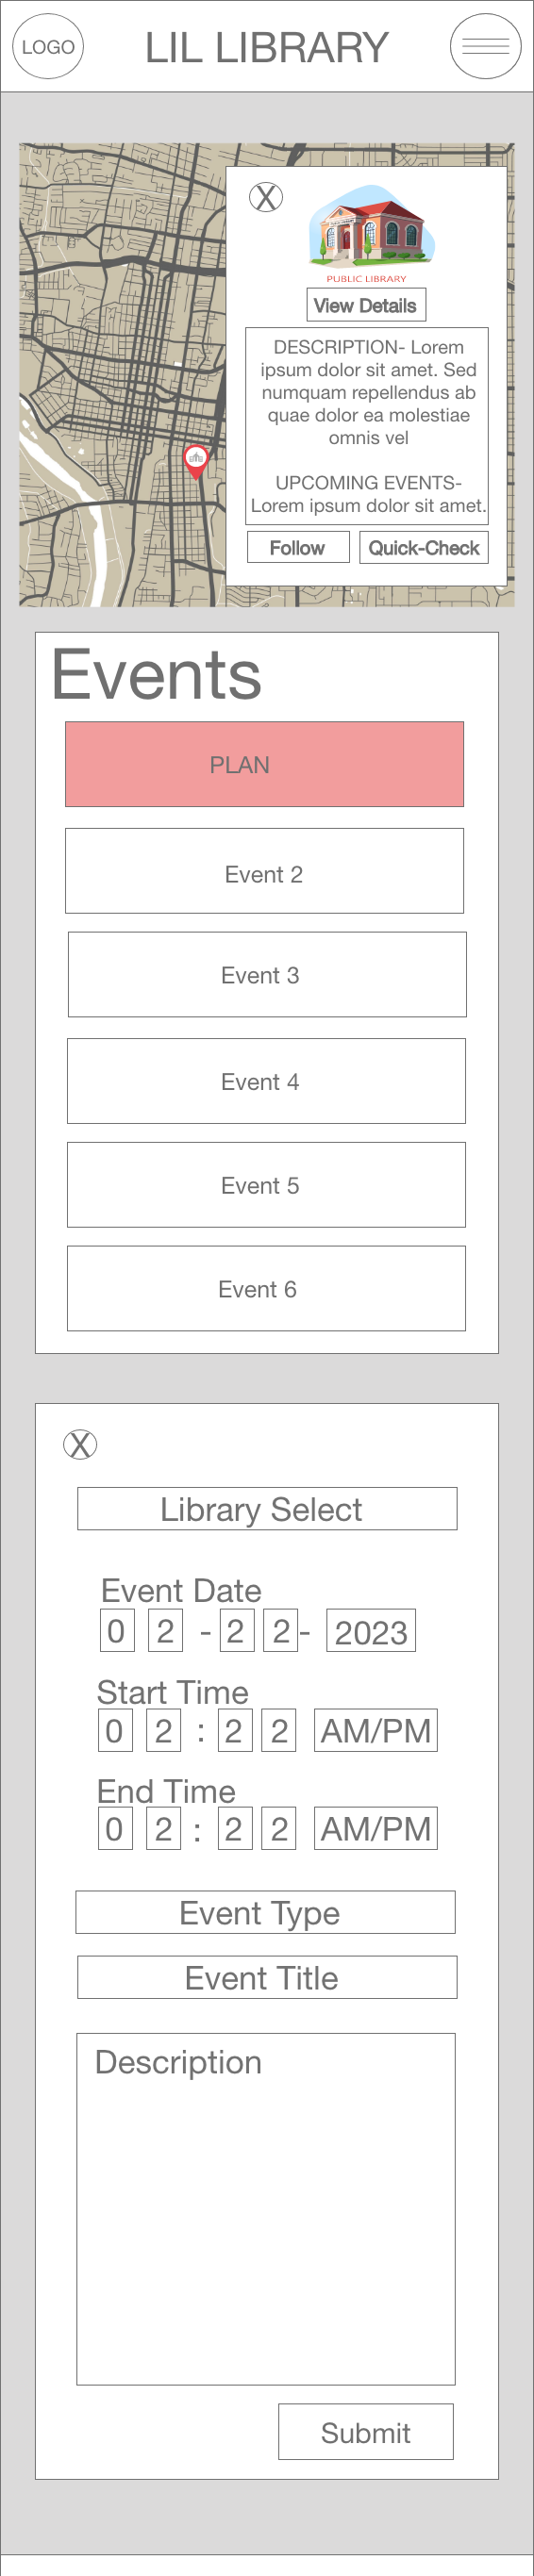 LOGO
LIL LIBRARY
X
PUBLIC LIBRARY
View Details
DESCRIPTION- Lorem
ipsum dolor sit amet. Sed
numquam repellendus ab
quae dolor ea molestiae
omnis vel
UPCOMING EVENTS-
Lorem ipsum dolor sit amet.
Follow
Quick-Check
Events
PLAN
Event 2
Event 3
Event 4
Event 5
Event 6
X
Library Select
Event Date
0 2 - 2 2 - 2023
Start Time
0 2 : 2 2 AM/PM
End Time
0 2 : 2 2 AM/PM
Event Type
Event Title
Description
Submit